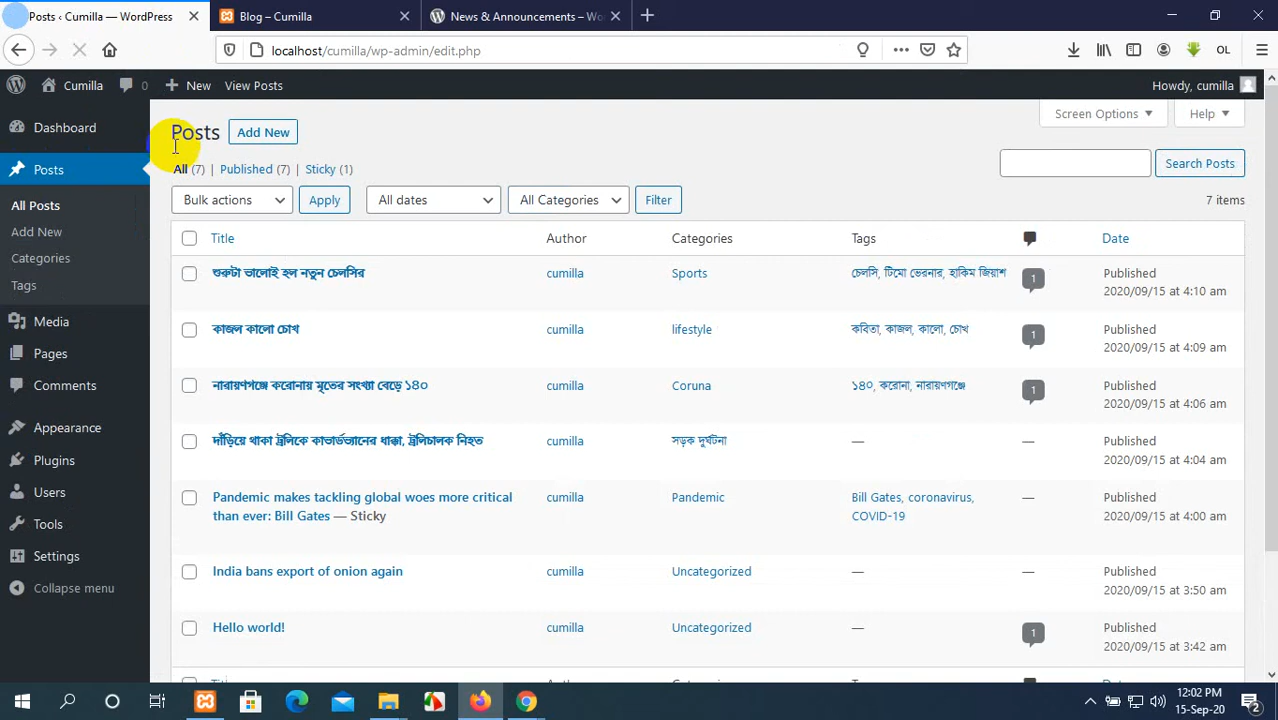 Posts ‹ Cumilla — WordPress
Blog – Cumilla
News & Announcements – Wo
localhost/cumilla/wp-admin/edit.php
OL
Cumilla 0 New View Posts Howdy, cumilla
Screen Options Help
Dashboard
Posts
All Posts
Add New
Categories
Tags
Media
Pages
Comments
Appearance
Plugins
Users
Tools
Settings
Collapse menu
Posts Add New
All (7) | Published (7) | Sticky (1)
Search Posts
Bulk actions Apply All dates All Categories Filter 7 items
Title Author Categories Tags Date
শুরুটা ভালোই হল নতুন চেলসির cumilla Sports চেলসি, টিমো ভেরনার, হাকিম জিয়াশ 1 Published
2020/09/15 at 4:10 am
কাজল কালো চোখ cumilla lifestyle কবিতা, কাজল, কালো, চোখ 1 Published
2020/09/15 at 4:09 am
নারায়ণগঞ্জে করোনায় মৃতের সংখ্যা বেড়ে ১৪০ cumilla Coruna ১৪০, করোনা, নারায়ণগঞ্জে 1 Published
2020/09/15 at 4:06 am
দাঁড়িয়ে থাকা ট্রলিকে কাভার্ডভ্যানের ধাক্কা, ট্রলিচালক নিহত cumilla সড়ক দুর্ঘটনা — — Published
2020/09/15 at 4:04 am
Pandemic makes tackling global woes more critical cumilla Pandemic Bill Gates, coronavirus, — Published
than ever: Bill Gates — Sticky COVID-19 2020/09/15 at 4:00 am
India bans export of onion again cumilla Uncategorized — — Published
2020/09/15 at 3:50 am
Hello world! cumilla Uncategorized — 1 Published
2020/09/15 at 3:42 am
12:02 PM
15-Sep-20
2